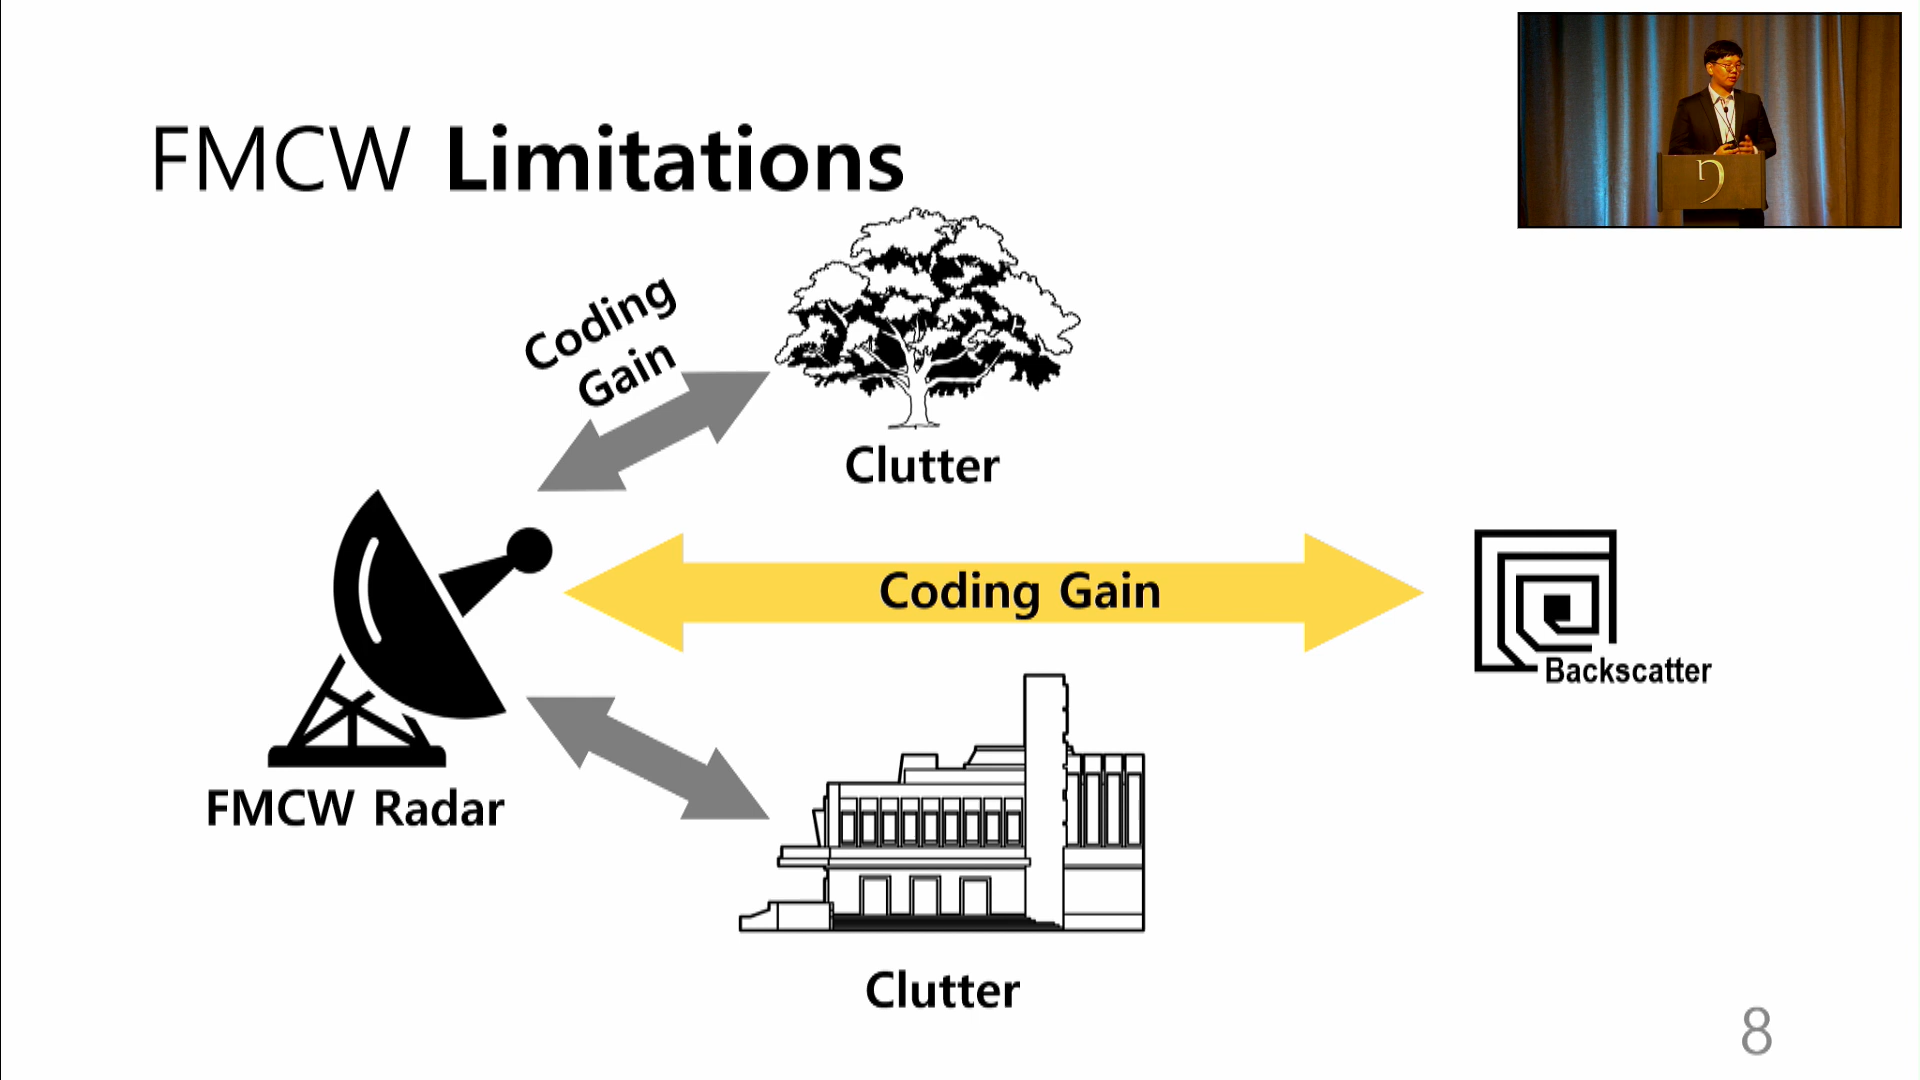 FMCW Limitations
Coding
Gain
Clutter
Coding Gain
Backscatter
FMCW Radar
Clutter
8